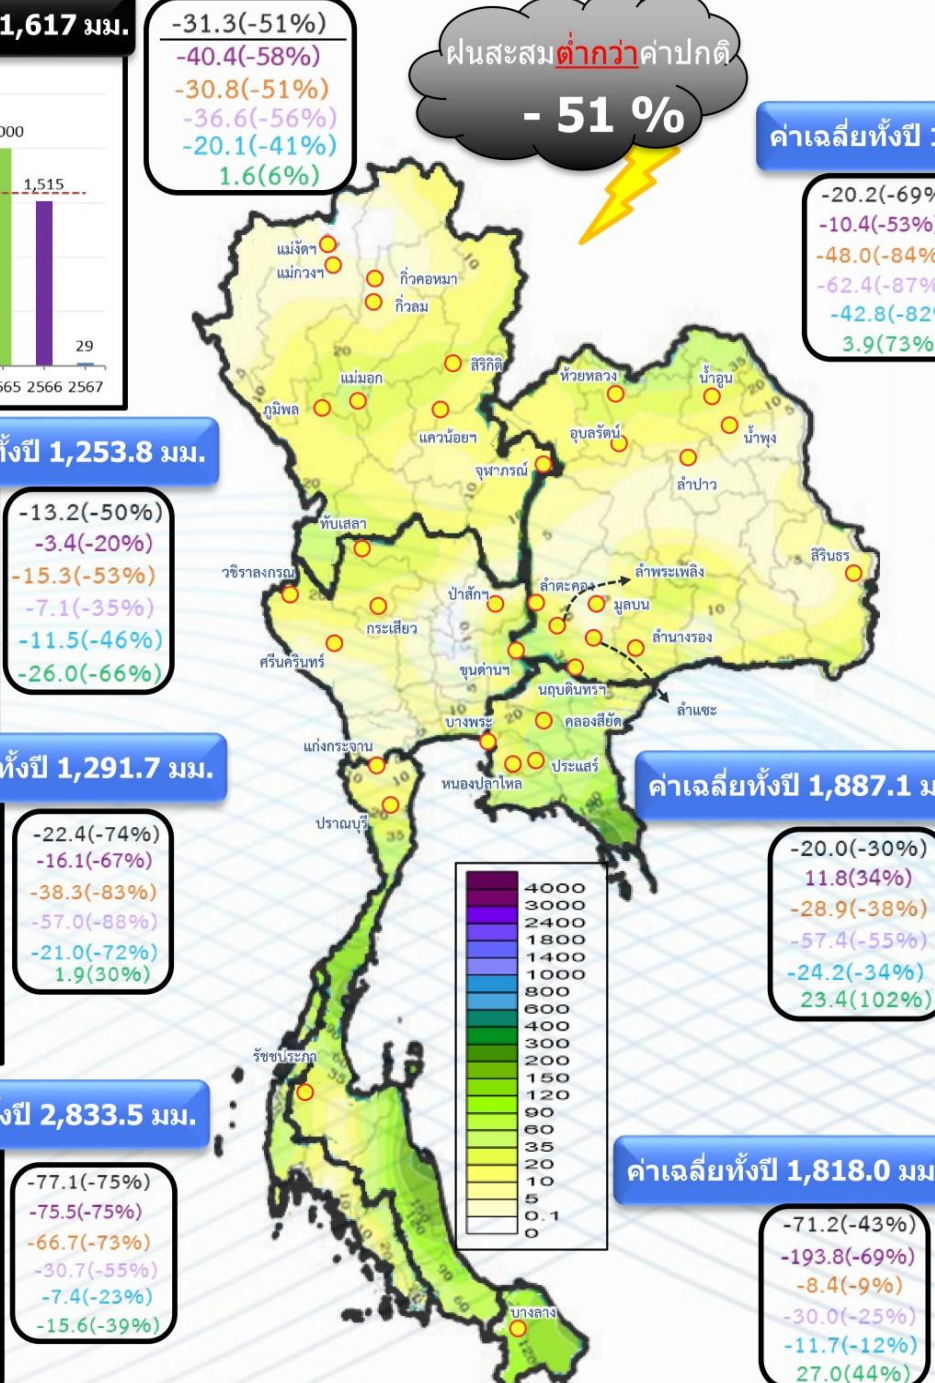 1,617 มม.
-31.3(-51%)
-40.4(-58%)
-30.8(-51%)
-36.6(-56%)
-20.1(-41%)
1.6(6%)
ฝนสะสมต่ำกว่าค่าปกติ
- 51 %
000
1,515
29
565 2566 2567
ค่าเฉลี่ยทั้งปี 1
-20.2(-69%
-10.4(-53%)
-48.0(-84%
-62.4(-87%
-42.8(-82%
3.9(73%
แม่งัดฯ
แม่กวงฯ
กิ่วคอหมา
กิ่วลม
สิริกิติ์
แม่มอก
ภูมิพล
แควน้อยฯ
ห้วยหลวง
น้ำอูน
อุบลรัตน์
น้ำพุง
จุฬาภรณ์
ลำปาว
ทั้งปี 1,253.8 มม.
-13.2(-50%)
-3.4(-20%)
-15.3(-53%)
-7.1(-35%)
-11.5(-46%)
-26.0(-66%)
ทับเสลา
วชิราลงกรณ
ป่าสักฯ
กระเสียว
ศรีนครินทร์
ขุนด่านฯ
ลำตะคอง
ลำพระเพลิง
มูลบน
สิรินธร
ลำนางรอง
นฤบดินทรฯ
ลำแชะ
บางพระ
คลองสียัด
แก่งกระจาน
หนองปลาไหล
ประแสร์
ปราณบุรี
ทั้งปี 1,291.7 มม.
-22.4(-74%)
-16.1(-67%)
-38.3(-83%)
-57.0(-88%)
-21.0(-72%)
1.9(30%)
ค่าเฉลี่ยทั้งปี 1,887.1 ม
-20.0(-30%)
11.8(34%)
-28.9(-38%)
-57.4(-55%)
-24.2(-34%)
23.4(102%)
4000
3000
2400
1800
1400
1000
800
600
400
300
200
150
120
90
60
35
20
10
5
0.1
0
รัชชประภา
ทั้งปี 2,833.5 มม.
-77.1(-75%)
-75.5(-75%)
-66.7(-73%)
-30.7(-55%)
-7.4(-23%)
-15.6(-39%)
ค่าเฉลี่ยทั้งปี 1,818.0 มม
-71.2(-43%)
-193.8(-69%)
-8.4(-9%)
-30.0(-25%)
-11.7(-12%)
27.0(44%)
บางลาง